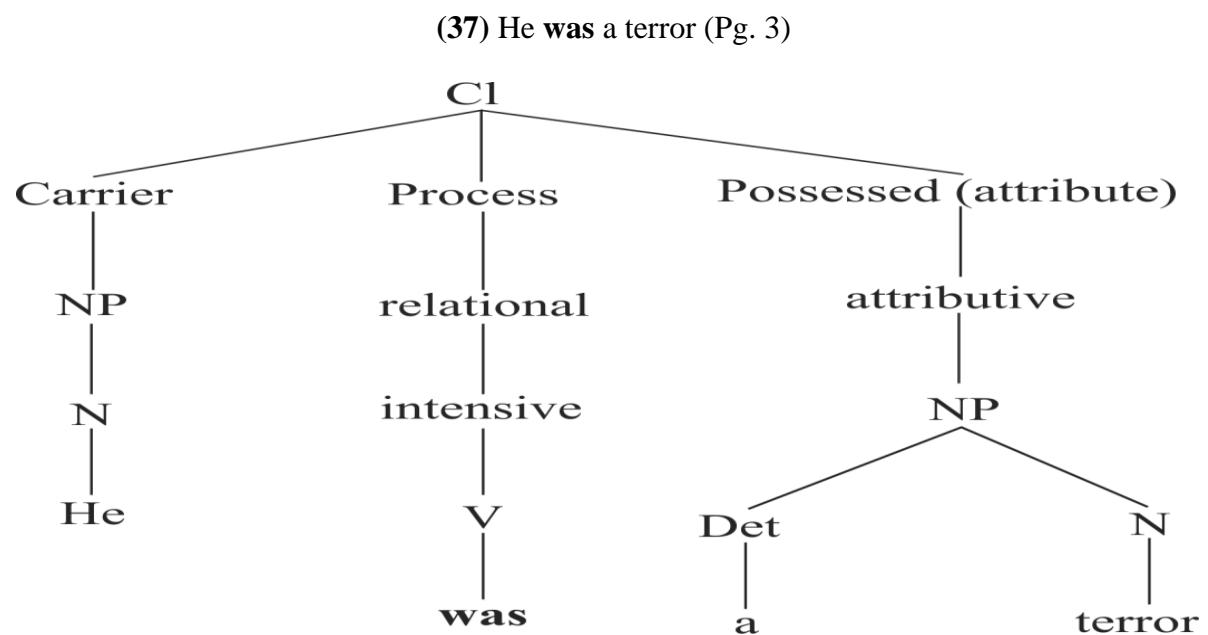 (37) He was a terror (Pg. 3)
Cl
Carrier Process Possessed (attribute)
NP relational attributive
N intensive NP
He V Det N
was a terror